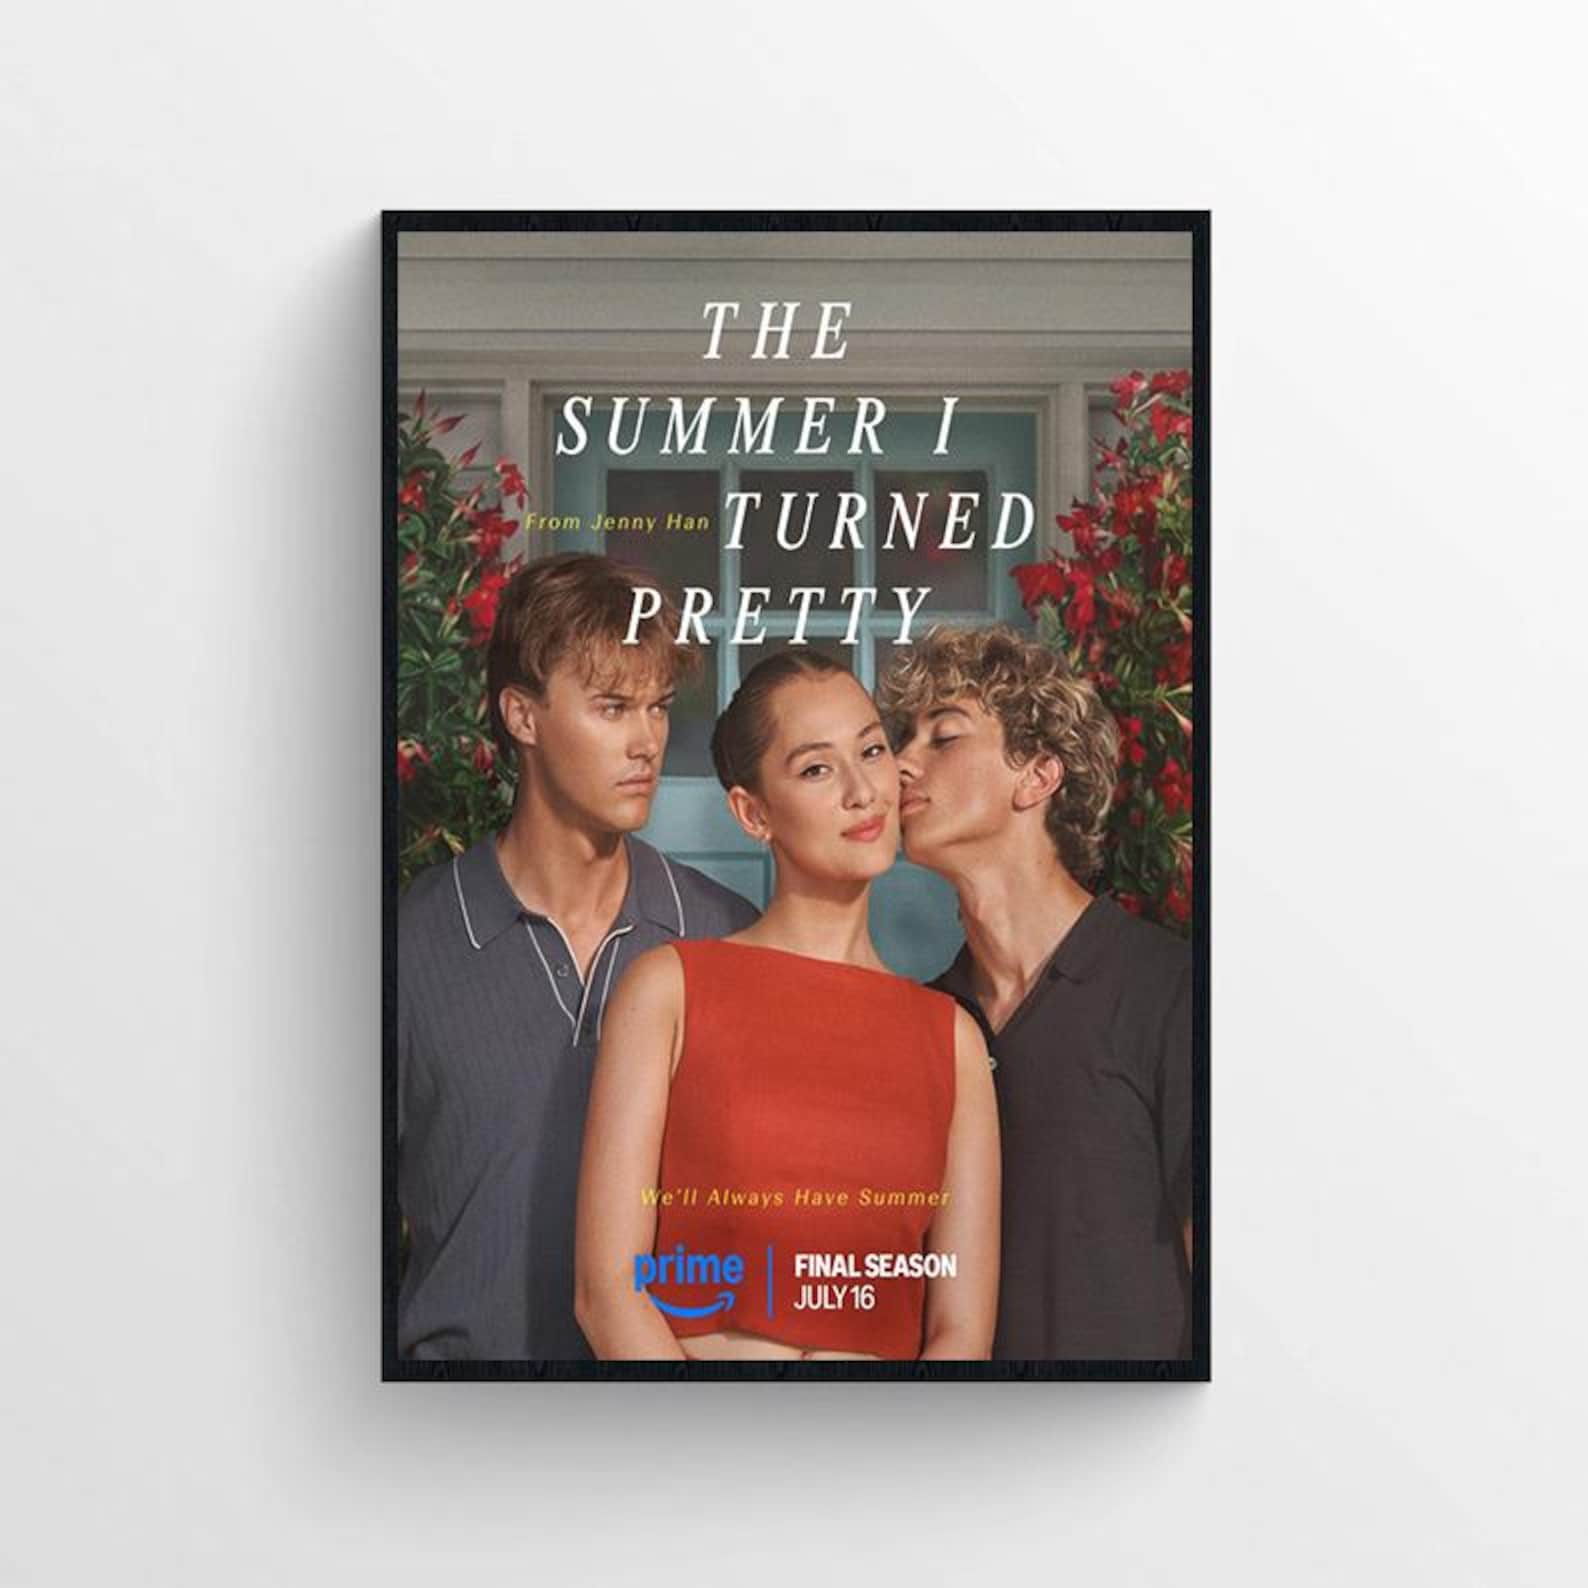 THE
SUMMER I
From Jenny Han TURNED
PRETTY
We'll Always Have Summer
prime
FINAL SEASON
JULY 16